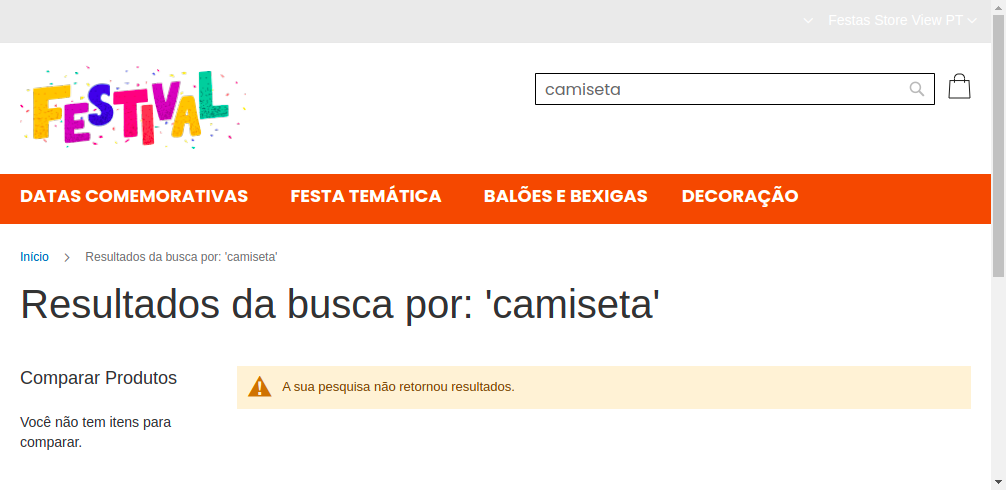 Festas Store View PT
FESTIVAL
camiseta
DATAS COMEMORATIVAS FESTA TEMÁTICA BALÕES E BEXIGAS DECORAÇÃO
Início Resultados da busca por: 'camiseta'
Resultados da busca por: 'camiseta'
Comparar Produtos
A sua pesquisa não retornou resultados.
Você não tem itens para
comparar.